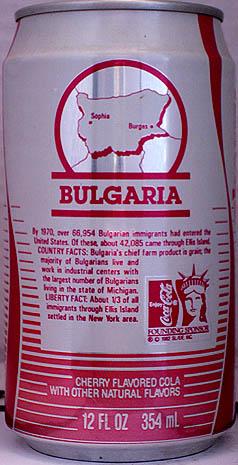 Sophia
Burgas
BULGARIA
By 1970, over 66,954 Bulgarian immigrants had entered the
United States. Of these, about 42,085 came through Ellis Island.
COUNTRY FACTS: Bulgaria's chief farm product is grain; the
majority of Bulgarians live and
work in industrial centers with
the largest number of Bulgarians
living in the state of Michigan.
LIBERTY FACT: About 1/3 of all
immigrants through Ellis Island
settled in the New York area.
Enjoy
Coca-Cola
FOUNDING SPONSOR
© 1982 SL/EIF, INC.
CHERRY FLAVORED COLA
WITH OTHER NATURAL FLAVORS
12 FL OZ 354 mL